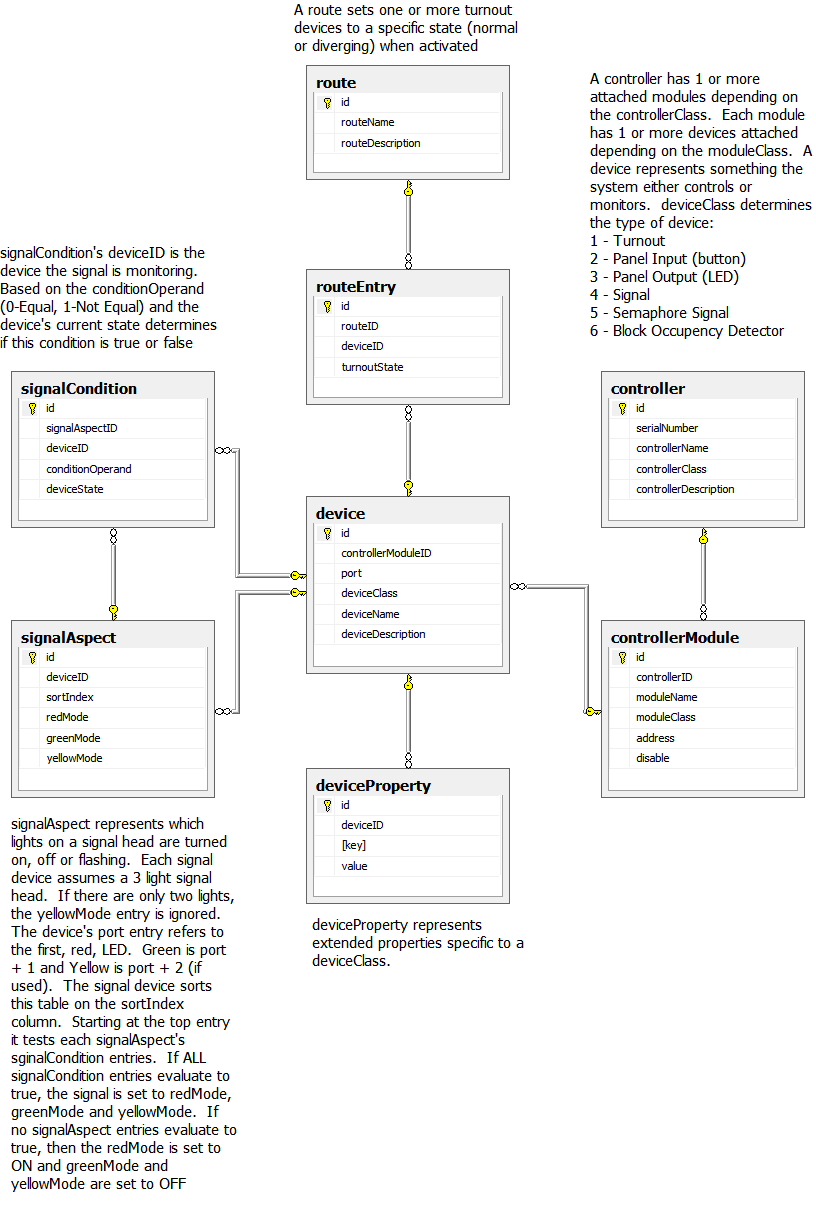 A route sets one or more turnout
devices to a specific state (normal
or diverging) when activated
route
id
routeName
routeDescription
A controller has 1 or more
attached modules depending on
the controllerClass. Each module
has 1 or more devices attached
depending on the moduleClass. A
device represents something the
system either controls or
monitors. deviceClass determines
the type of device:
1 - Turnout
2 - Panel Input (button)
3 - Panel Output (LED)
4 - Signal
5 - Semaphore Signal
6 - Block Occupency Detector
signalCondition's deviceID is the
device the signal is monitoring.
Based on the conditionOperand
(0-Equal, 1-Not Equal) and the
device's current state determines
if this condition is true or false
routeEntry
id
routeID
deviceID
turnoutState
signalCondition
id
signalAspectID
deviceID
conditionOperand
deviceState
controller
id
serialNumber
controllerName
controllerClass
controllerDescription
device
id
controllerModuleID
port
deviceClass
deviceName
deviceDescription
signalAspect
id
deviceID
sortIndex
redMode
greenMode
yellowMode
controllerModule
id
controllerID
moduleName
moduleClass
address
disable
deviceProperty
id
deviceID
[key]
value
signalAspect represents which
lights on a signal head are turned
on, off or flashing. Each signal
device assumes a 3 light signal
head. If there are only two lights,
the yellowMode entry is ignored.
The device's port entry refers to
the first, red, LED. Green is port
+ 1 and Yellow is port + 2 (if
used). The signal device sorts
this table on the sortIndex
column. Starting at the top entry
it tests each signalAspect's
sginalCondition entries. If ALL
signalCondition entries evaluate to
true, the signal is set to redMode,
greenMode and yellowMode. If
no signalAspect entries evaluate to
true, then the redMode is set to
ON and greenMode and
yellowMode are set to OFF
deviceProperty represents
extended properties specific to a
deviceClass.